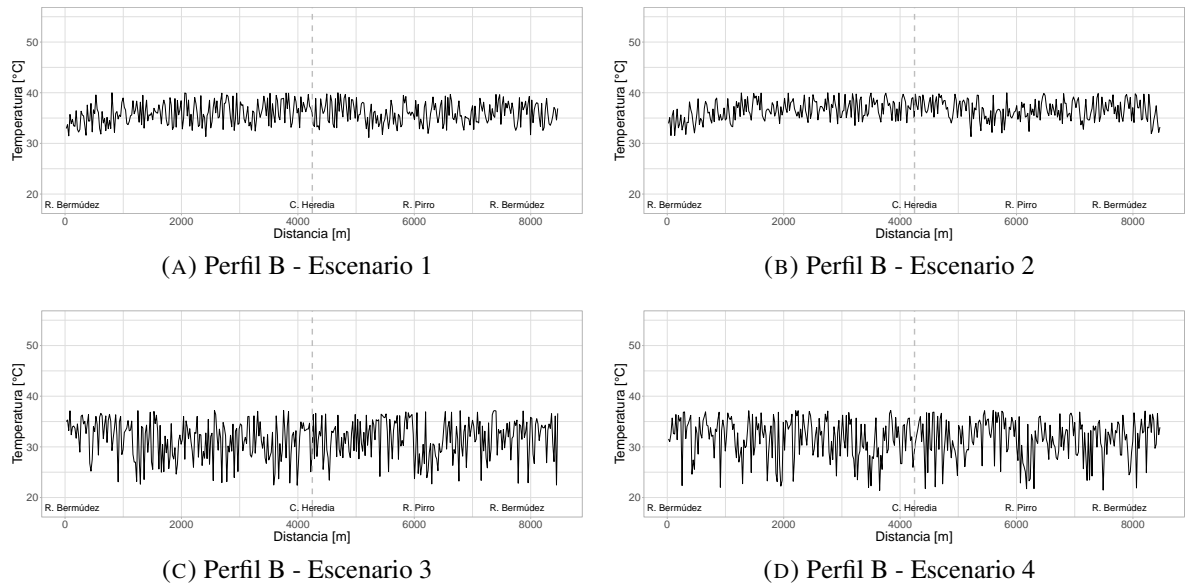 50
40
30
20
Temperatura [°C]
R. Bermúdez
C. Heredia
R. Pirro
R. Bermúdez
0
2000
4000
6000
8000
Distancia [m]
(A) Perfil B - Escenario 1
50
40
30
20
Temperatura [°C]
R. Bermúdez
C. Heredia
R. Pirro
R. Bermúdez
0
2000
4000
6000
8000
Distancia [m]
(B) Perfil B - Escenario 2
50
40
30
20
Temperatura [°C]
R. Bermúdez
C. Heredia
R. Pirro
R. Bermúdez
0
2000
4000
6000
8000
Distancia [m]
(C) Perfil B - Escenario 3
50
40
30
20
Temperatura [°C]
R. Bermúdez
C. Heredia
R. Pirro
R. Bermúdez
0
2000
4000
6000
8000
Distancia [m]
(D) Perfil B - Escenario 4